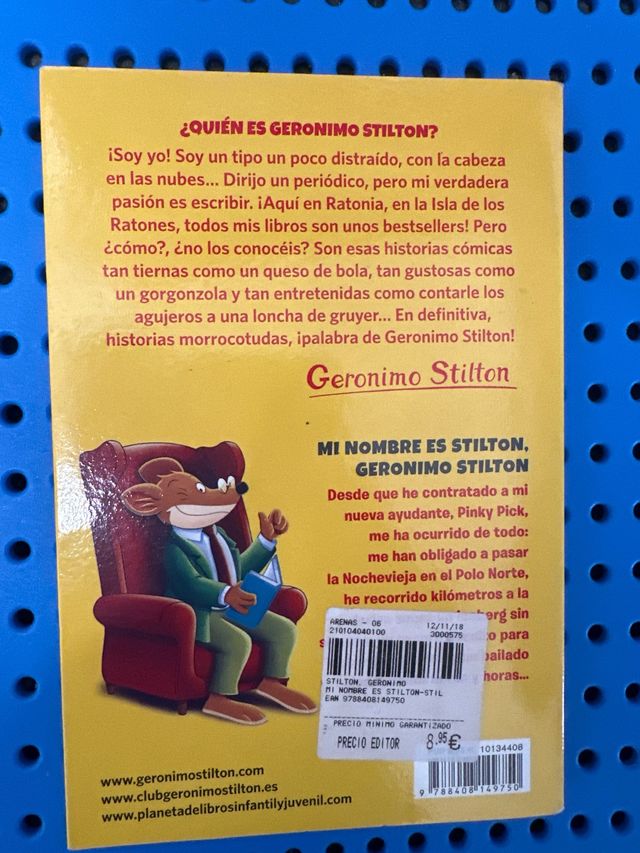 ¿QUIÉN ES GERONIMO STILTON?
¡Soy yo! Soy un tipo un poco distraído, con la cabeza
en las nubes... Dirijo un periódico, pero mi verdadera
pasión es escribir. ¡Aquí en Ratonia, en la Isla de los
Ratones, todos mis libros son unos bestsellers! Pero
¿cómo?, ¿no los conocéis? Son esas historias cómicas
tan tiernas como un queso de bola, tan gustosas como
un gorgonzola y tan entretenidas como contarle los
agujeros a una loncha de gruyer... En definitiva,
historias morrocotudas, ¡palabra de Geronimo Stilton!
Geronimo Stilton
MI NOMBRE ES STILTON,
GERONIMO STILTON
Desde que he contratado a mi
nueva ayudante, Pinky Pick,
me ha ocurrido de todo:
me han obligado a pasar
la Nochevieja en el Polo Norte,
he recorrido kilómetros a la
sin
para
bailado
horas...
ARENAS - 06 12/11/18
210104040100 3000575
STILTON, GERONIMO
MI NOMBRE ES STILTON-STIL
EAN 9788408149750
PRECIO MINIMO GARANTIZADO
PRECIO EDITOR 8,95€
10134408
9 788408 149750
www.geronimostilton.com
www.clubgeronimostilton.es
www.planetadelibrosinfantilyjuvenil.com